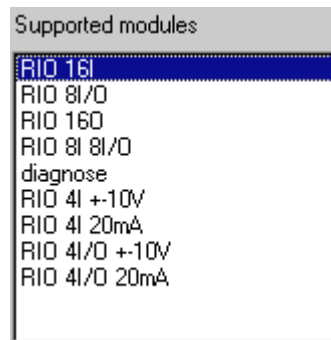 Supported modules
RIO 16I
RIO 8I/O
RIO 16O
RIO 8I 8I/O
diagnose
RIO 4I +-10V
RIO 4I 20mA
RIO 4I/O +-10V
RIO 4I/O 20mA